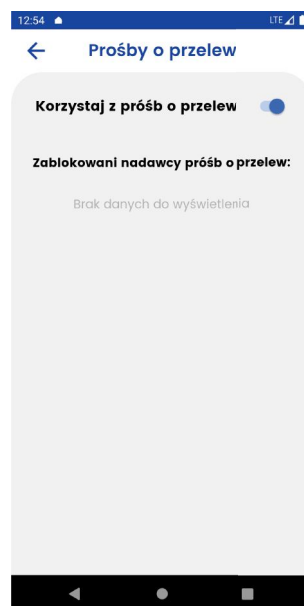 12:54 LTE
Prośby o przelew
Korzystaj z próśb o przelew
Zablokowani nadawcy próśb o przelew:
Brak danych do wyświetlenia